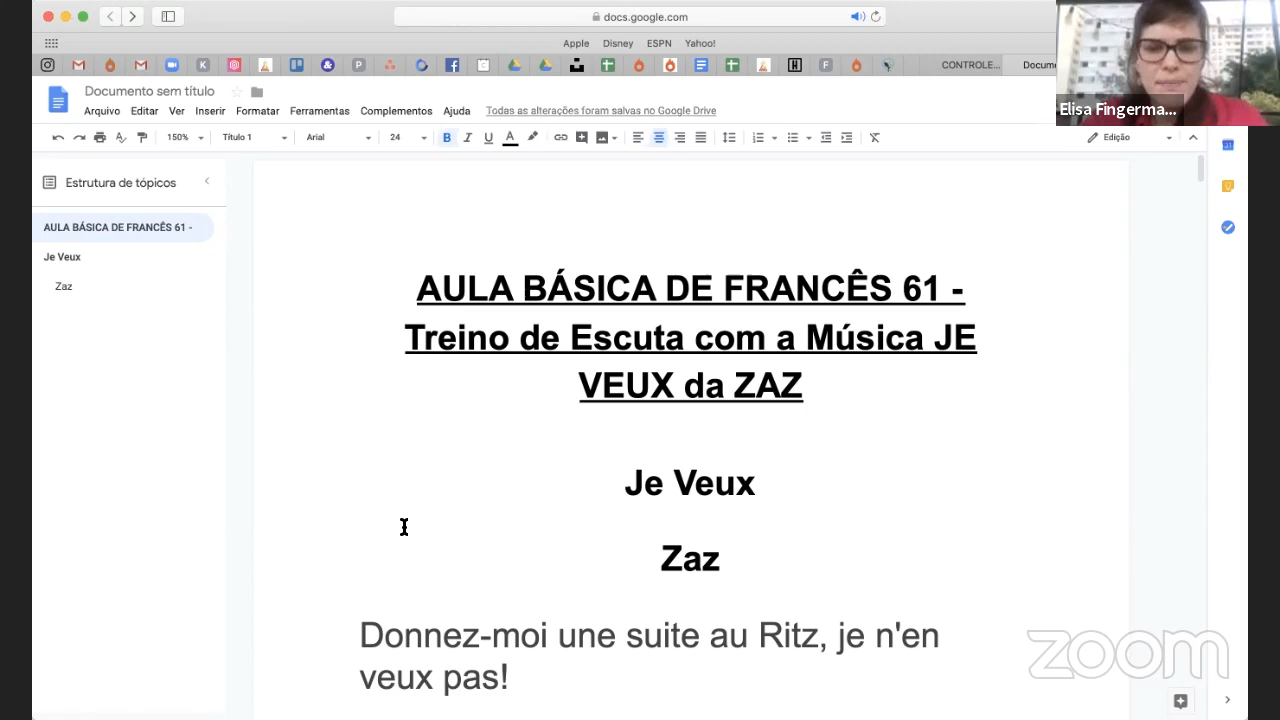 docs.google.com
Apple Disney ESPN Yahoo!
CONTROLE...
Docum
Documento sem título
Arquivo Editar Ver Inserir Formatar Ferramentas Complementos Ajuda Todas as alterações foram salvas no Google Drive
150% Título 1 Arial 24 B I U A Edição
Elisa Fingerma...
Estrutura de tópicos
AULA BÁSICA DE FRANCÊS 61 -
Je Veux
Zaz
AULA BÁSICA DE FRANCÊS 61 -
Treino de Escuta com a Música JE
VEUX da ZAZ
Je Veux
Zaz
Donnez-moi une suite au Ritz, je n'en
veux pas!
zoom